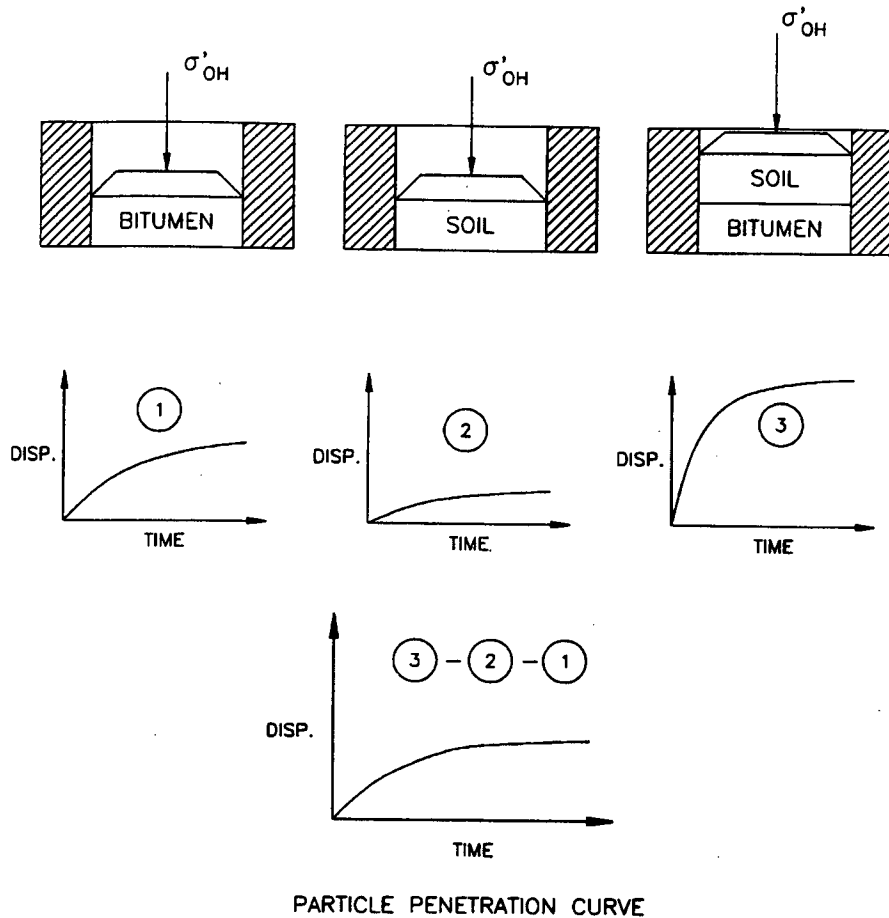 σ'OH
σ'OH
σ'OH
BITUMEN
SOIL
SOIL
BITUMEN
1
2
3
DISP.
DISP.
DISP.
TIME
TIME.
TIME
3 - 2 - 1
DISP.
TIME
PARTICLE PENETRATION CURVE